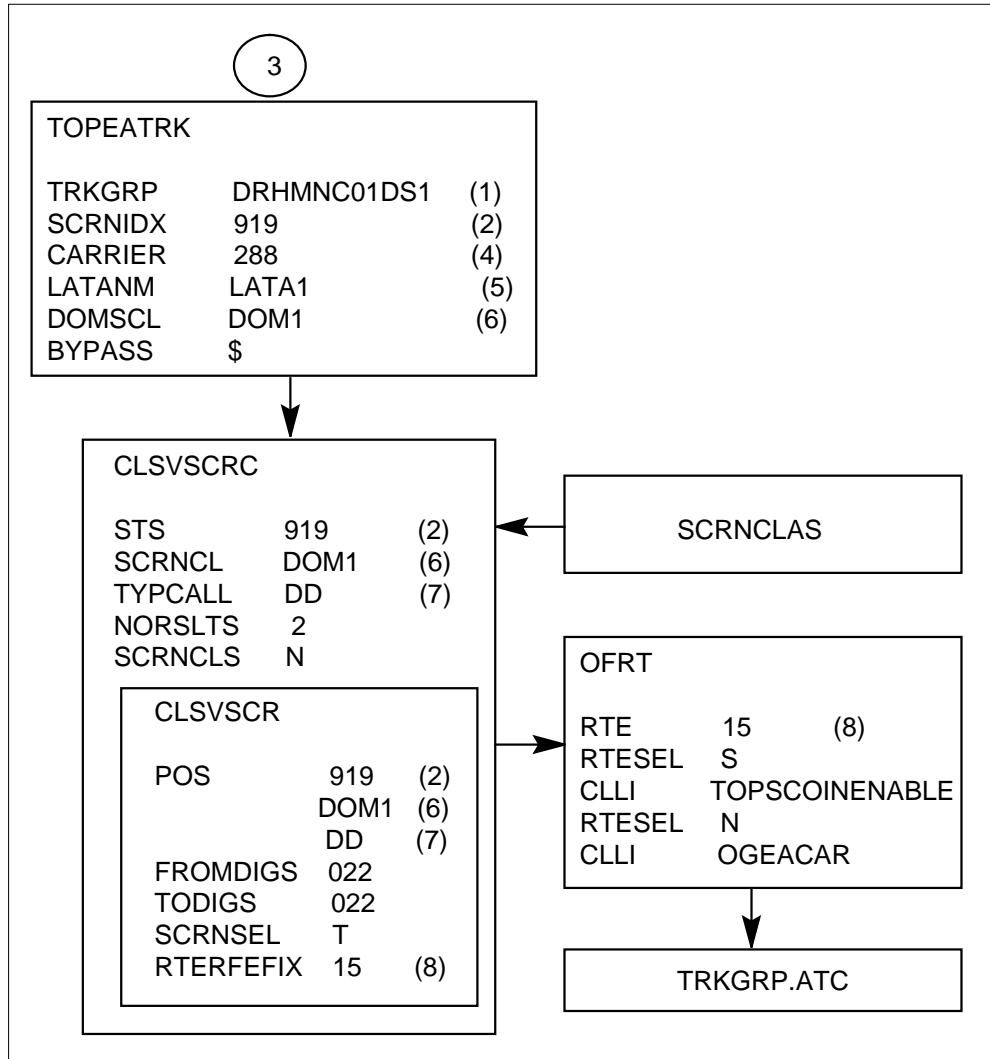 3
TOPEATRK
TRKGRP DRHMNC01DS1 (1)
SCRNIDX 919 (2)
CARRIER 288 (4)
LATANM LATA1 (5)
DOMSCL DOM1 (6)
BYPASS $
CLSVSCRC
STS 919 (2)
SCRNCL DOM1 (6)
TYPCALL DD (7)
NORSLTS 2
SCRNCLS N
CLSVSCR
POS 919 (2)
DOM1 (6)
DD (7)
FROMDIGS 022
TODIGS 022
SCRNSEL T
RTERFEFIX 15 (8)
SCRNCLAS
OFRT
RTE 15 (8)
RTESEL S
CLLI TOPSCOINENABLE
RTESEL N
CLLI OGEACAR
TRKGRP.ATC